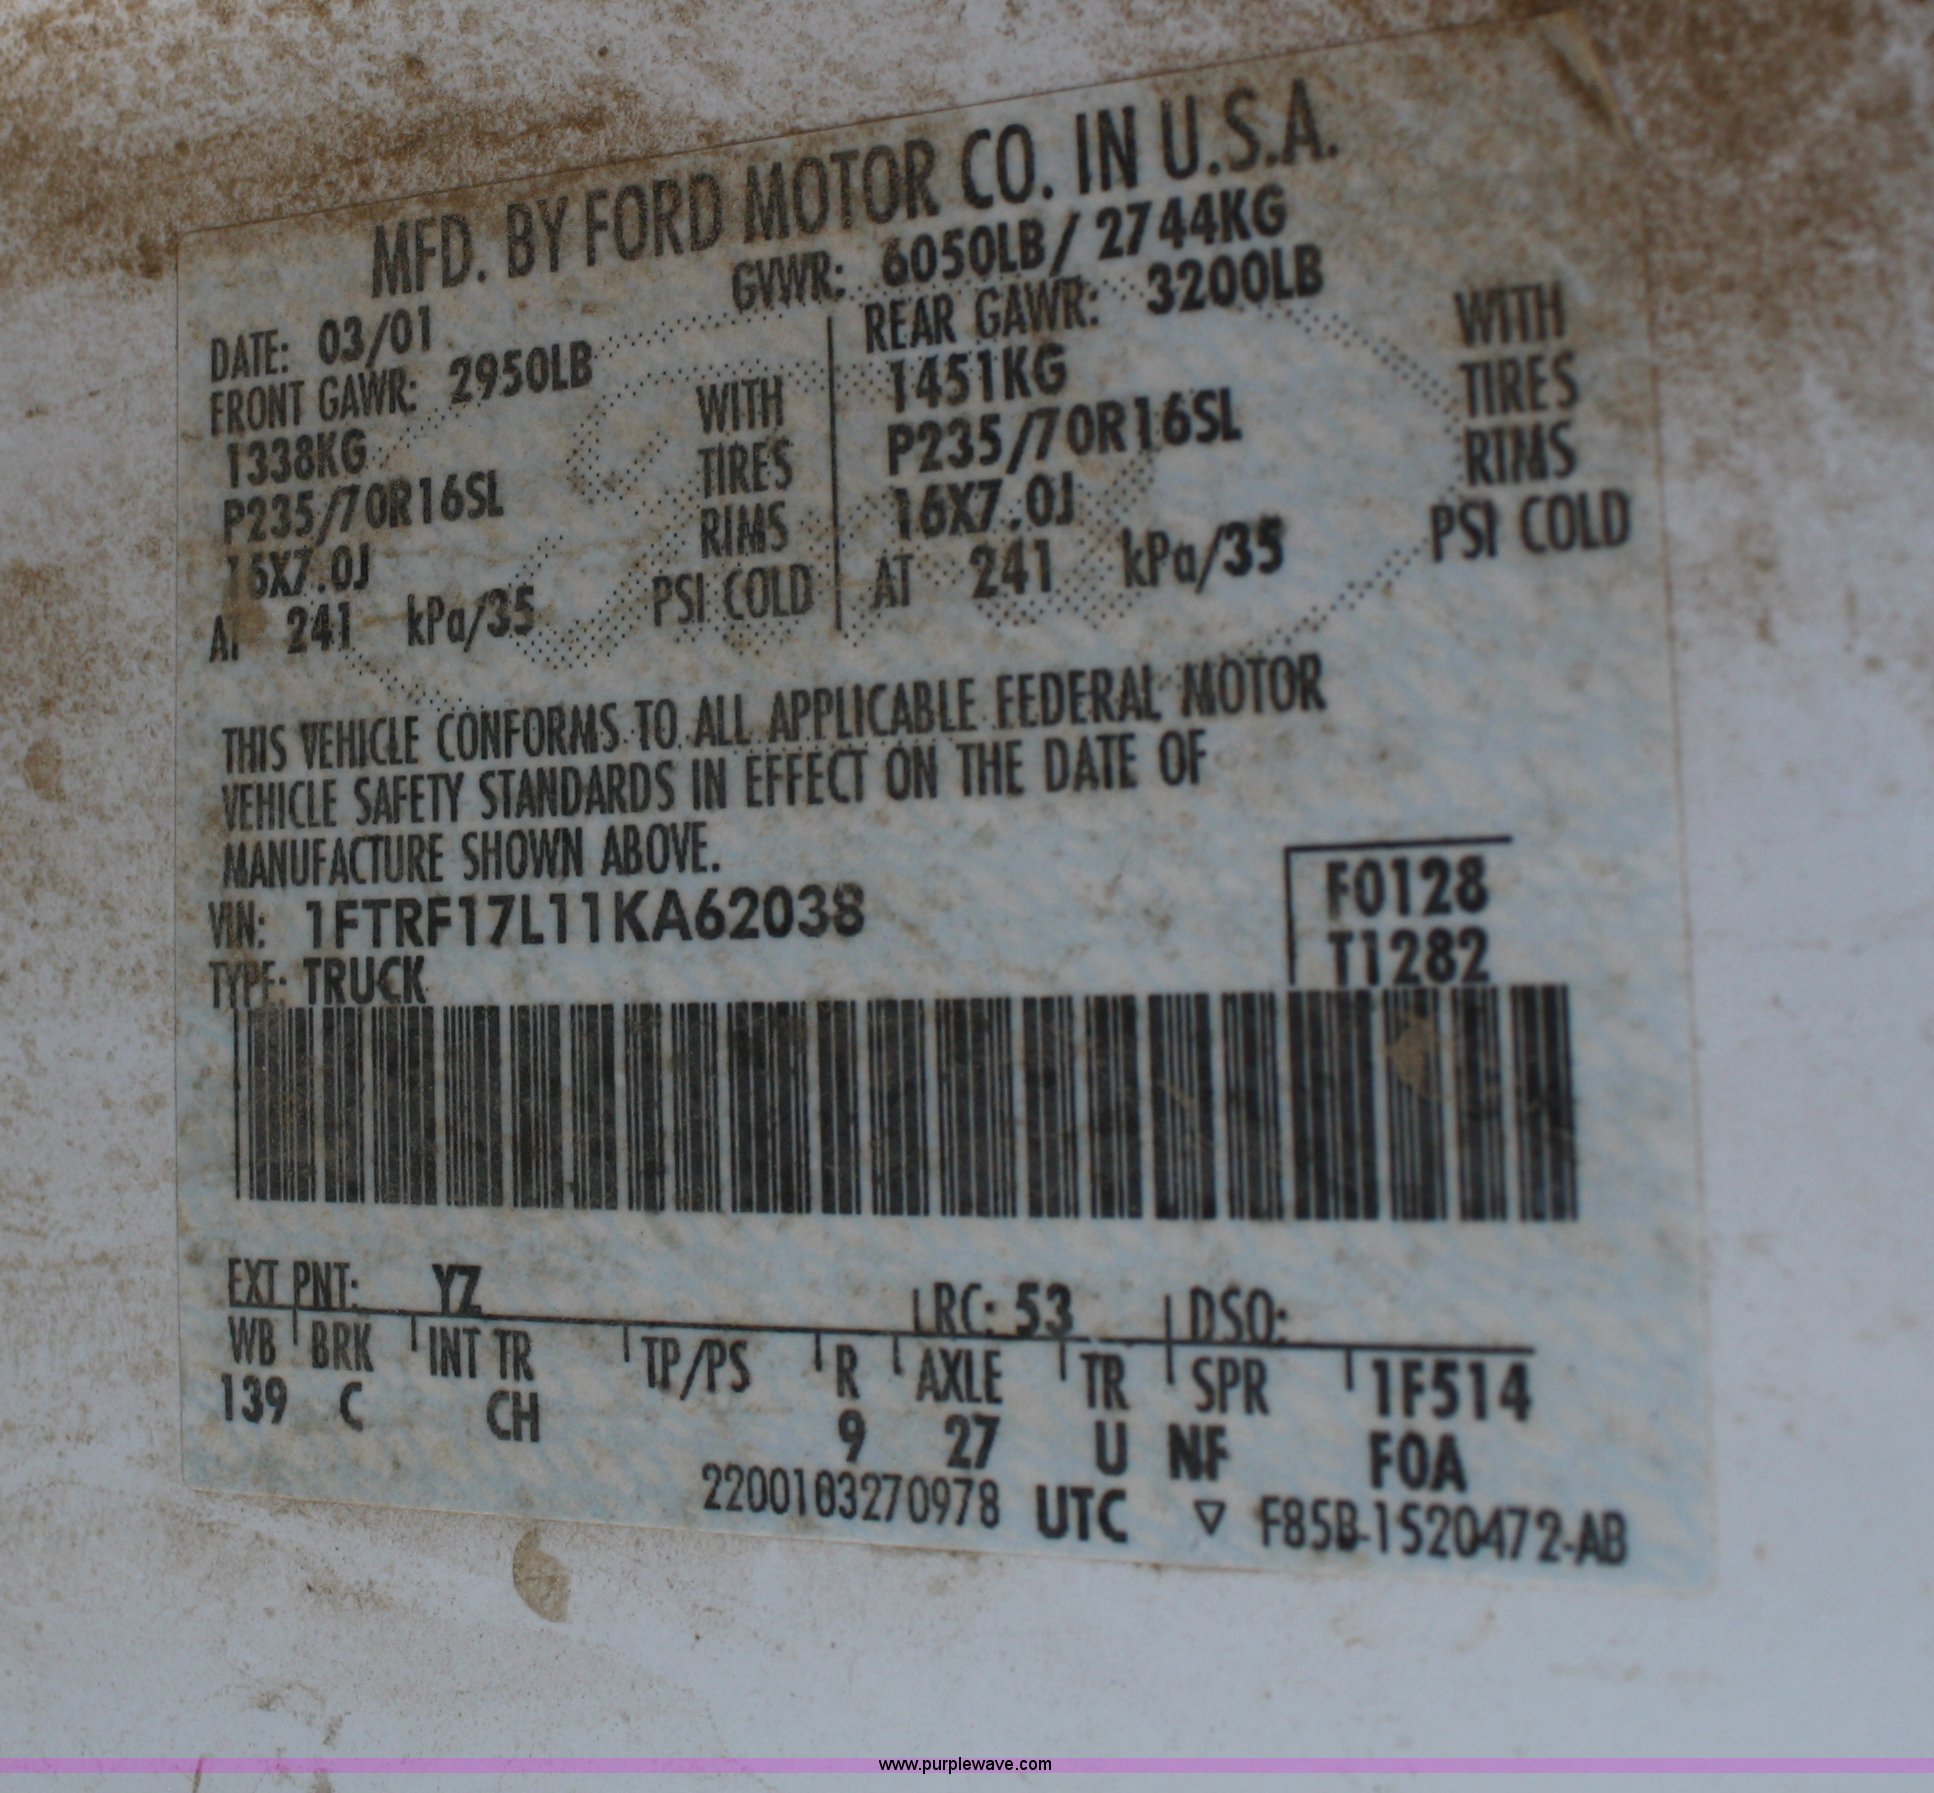 MFD. BY FORD MOTOR CO. IN U.S.A.
DATE: 03/01 GVWR: 6050LB/ 2744KG
FRONT GAWR: 2950LB REAR GAWR: 3200LB
1338KG WITH 1451KG WITH
P235/70R16SL TIRES P235/70R16SL TIRES
16X7.0J RIMS 16X7.0J RIMS
AT 241 kPa/35 PSI COLD AT 241 kPa/35 PSI COLD
THIS VEHICLE CONFORMS TO ALL APPLICABLE FEDERAL MOTOR
VEHICLE SAFETY STANDARDS IN EFFECT ON THE DATE OF
MANUFACTURE SHOWN ABOVE.
VIN: 1FTRF17L11KA62038 F0128
TYPE: TRUCK T1282
EXT PNT: YZ RC: 53 DSO:
WB BRK INT TR TP/PS R AXLE TR SPR 1F514
139 C CH 9 27 U NF F0A
2200103270978 UTC ▽ F85B-1520472-AB
www.purplewave.com